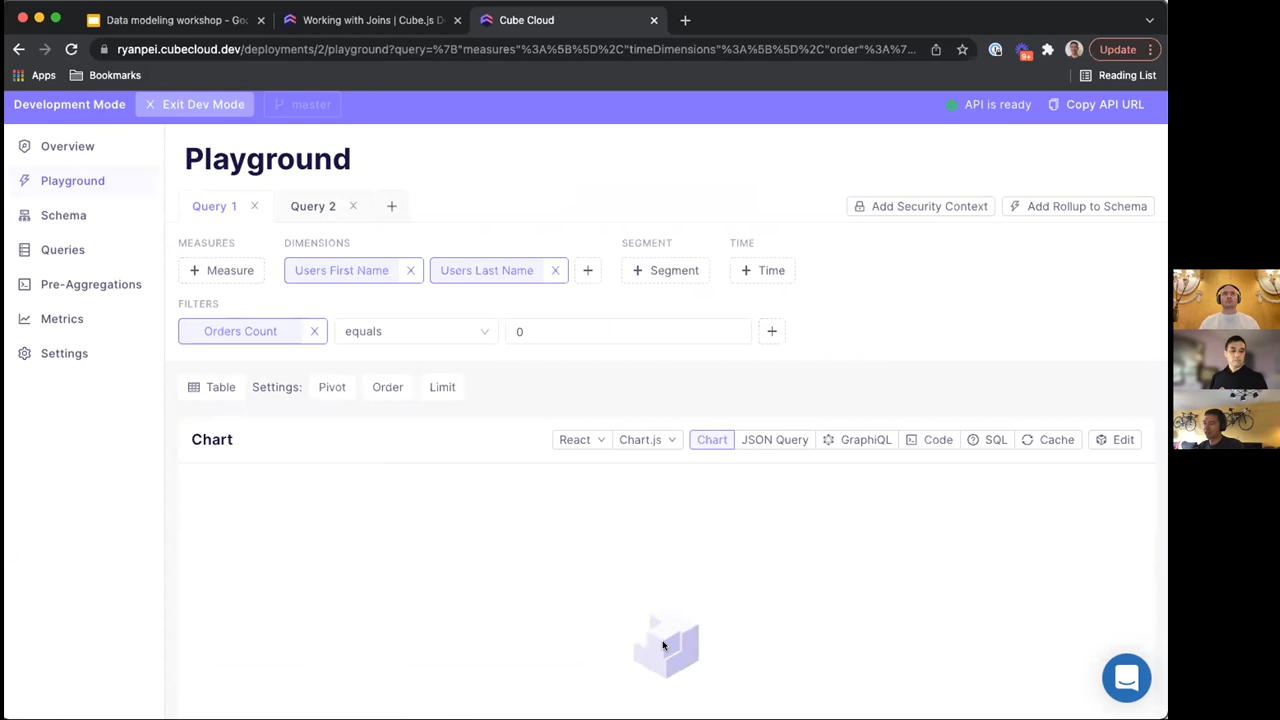 Data modeling workshop - Goo
Working with Joins | Cube.js D
Cube Cloud
ryanpei.cubecloud.dev/deployments/2/playground?query=%7B"measures"%3A%5B%5D%2C"timeDimensions"%3A%5B%5D%2C"order"%3A%7...
9+
Update
Apps
Bookmarks
Reading List
Development Mode
Exit Dev Mode
master
API is ready
Copy API URL
Overview
Playground
Schema
Queries
Pre-Aggregations
Metrics
Settings
Playground
Query 1
Query 2
Add Security Context
Add Rollup to Schema
MEASURES
DIMENSIONS
SEGMENT
TIME
+ Measure
Users First Name
Users Last Name
+
+ Segment
+ Time
FILTERS
Orders Count
equals
0
+
Table
Settings:
Pivot
Order
Limit
Chart
React
Chart.js
Chart
JSON Query
GraphiQL
Code
SQL
Cache
Edit